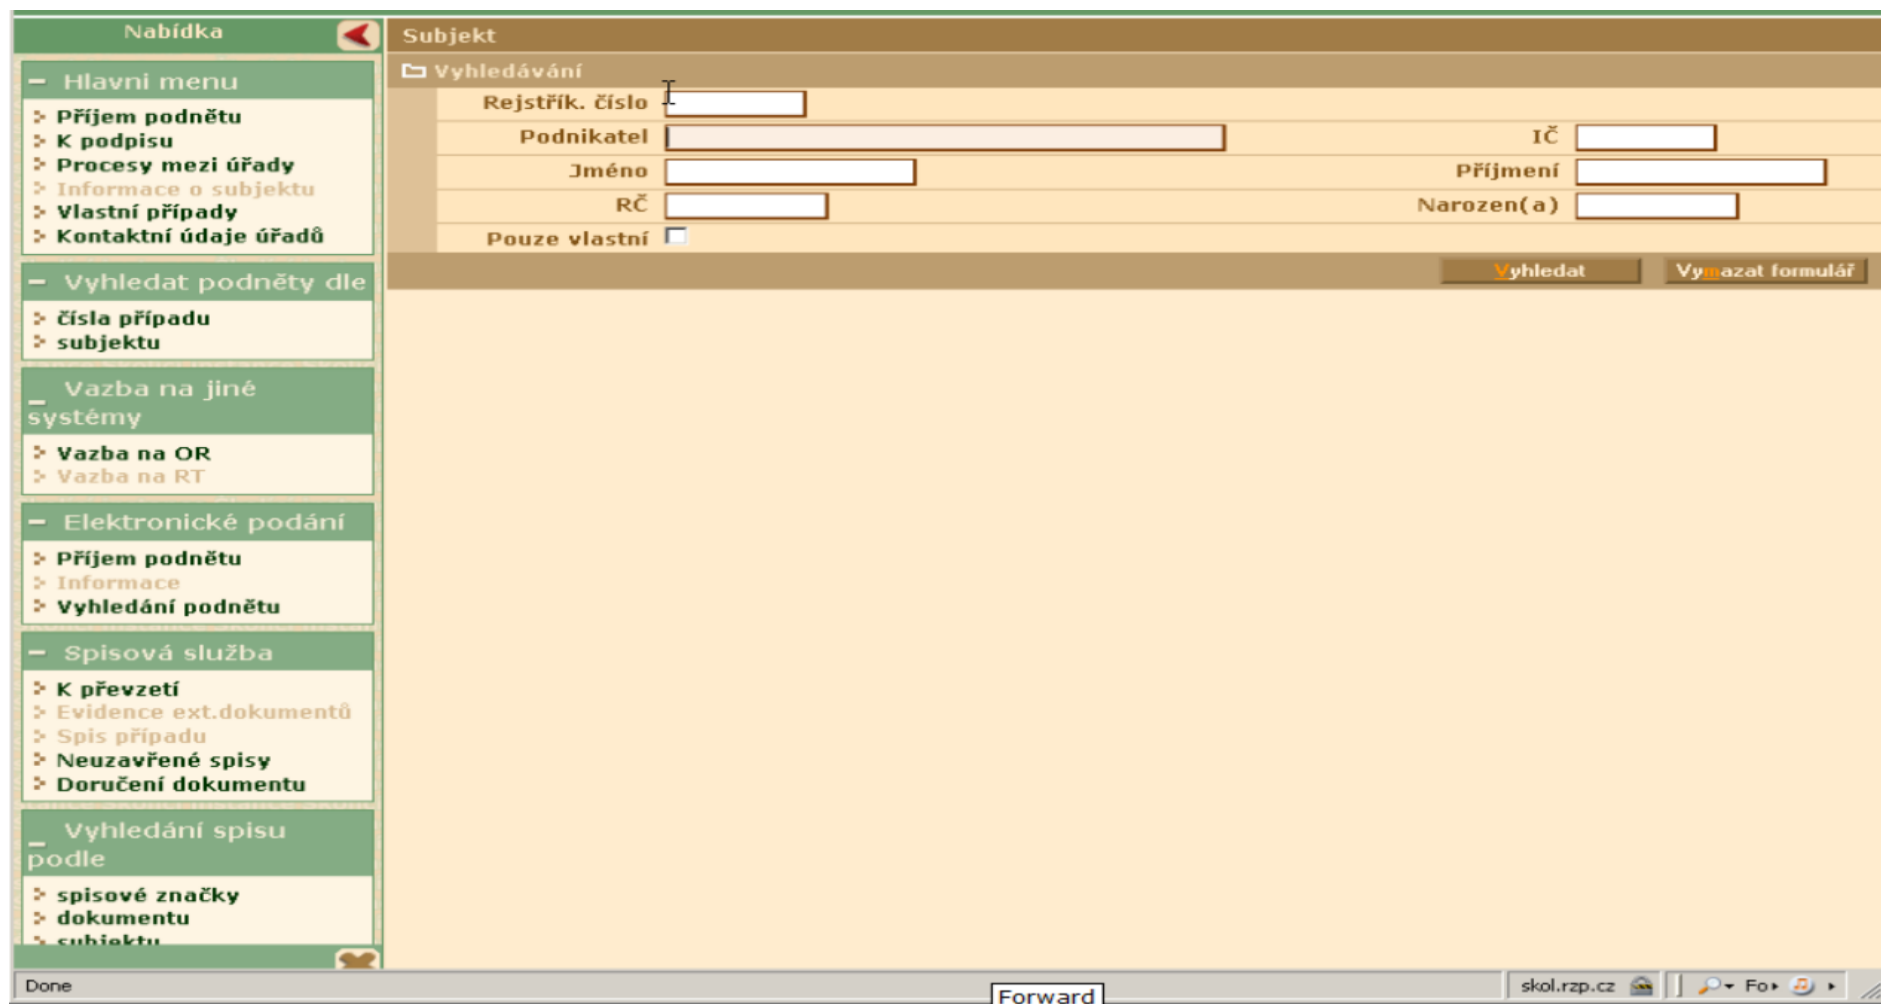 Nabídka
Hlavni menu
Příjem podnětu
K podpisu
Procesy mezi úřady
Informace o subjektu
Vlastní případy
Kontaktní údaje úřadů
Vyhledat podněty dle
čísla případu
subjektu
Vazba na jiné
systémy
Vazba na OR
Vazba na RT
Elektronické podání
Příjem podnětu
Informace
Vyhledání podnětu
Spisová služba
K převzetí
Evidence ext.dokumentů
Spis případu
Neuzavřené spisy
Doručení dokumentu
Vyhledání spisu
podle
spisové značky
dokumentu
subjektu
Subjekt
Vyhledávání
Rejstřík. číslo
Podnikatel IČ
Jméno Příjmení
RČ Narozen(a)
Pouze vlastní
Vyhledat Vymazat formulář
Done Forward skol.rzp.cz Fo